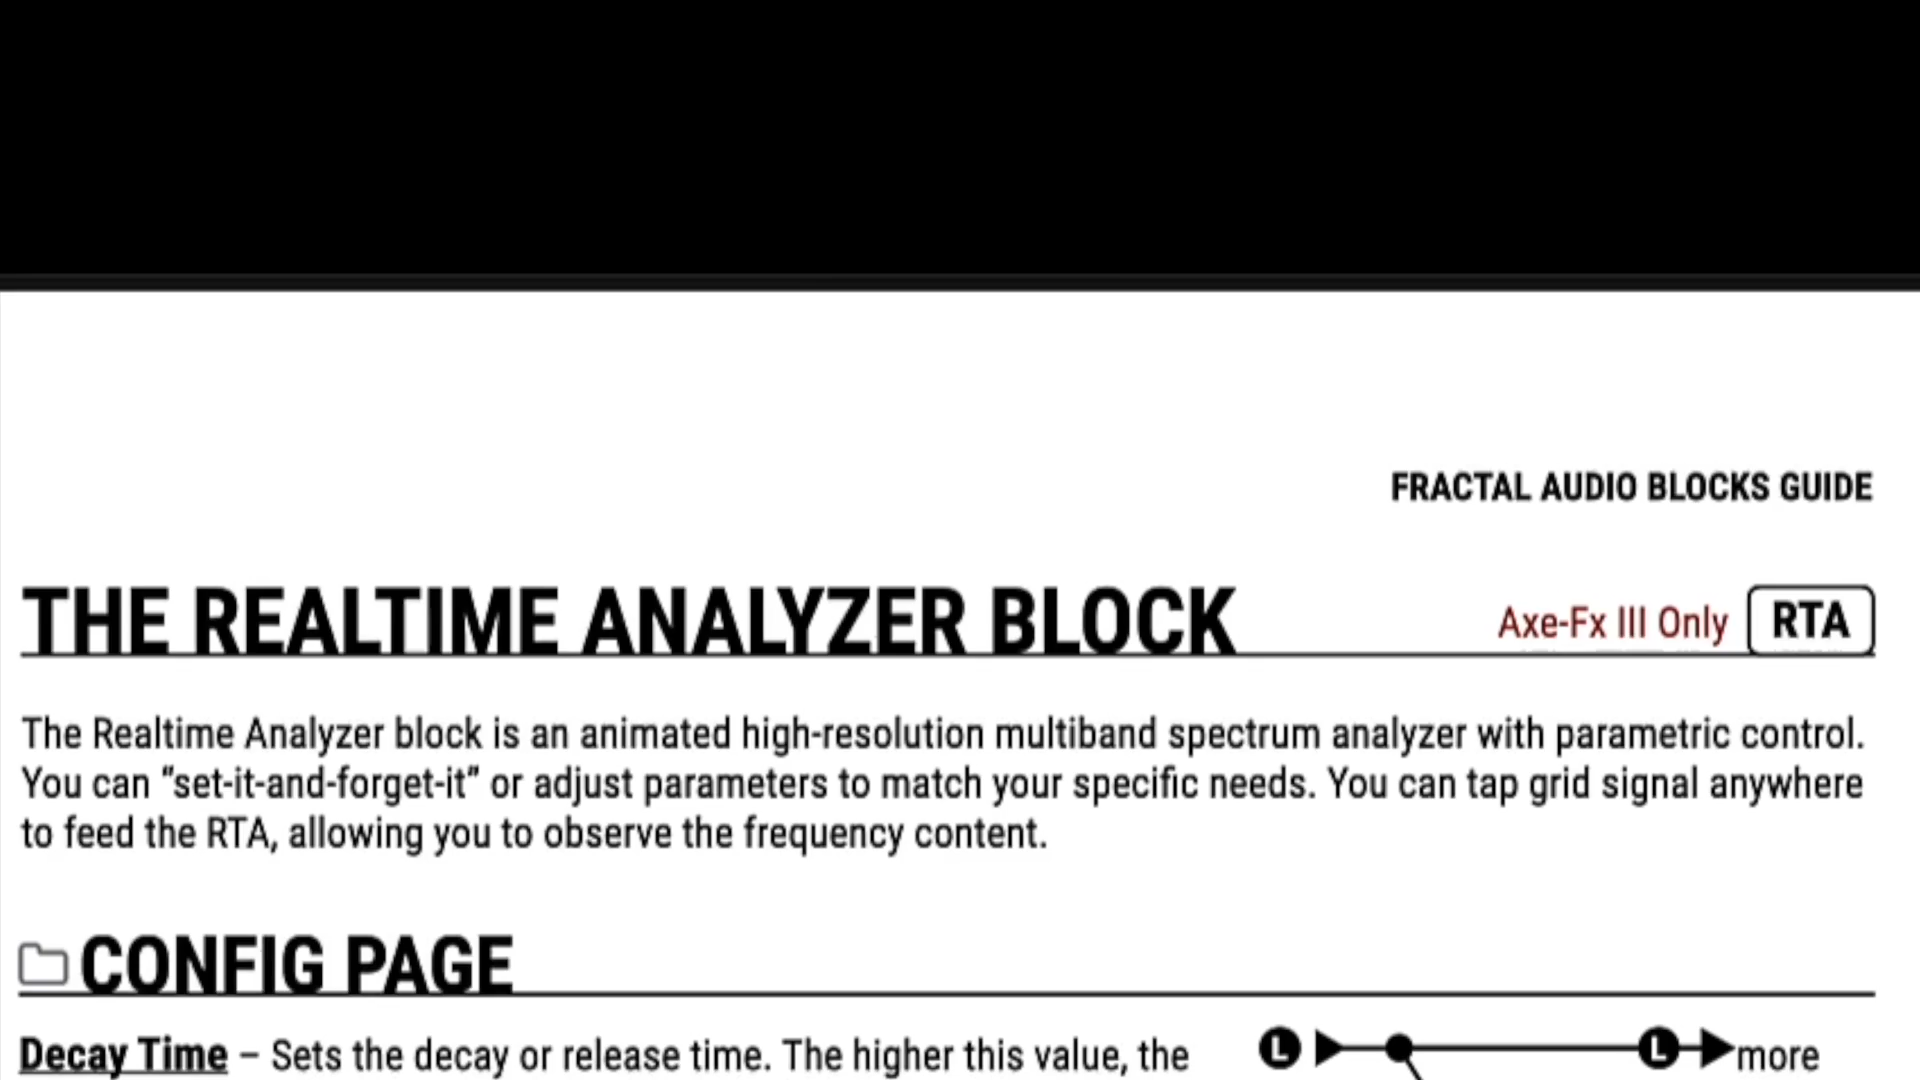 FRACTAL AUDIO BLOCKS GUIDE
THE REALTIME ANALYZER BLOCK
Axe-Fx III Only RTA
The Realtime Analyzer block is an animated high-resolution multiband spectrum analyzer with parametric control.
You can “set-it-and-forget-it” or adjust parameters to match your specific needs. You can tap grid signal anywhere
to feed the RTA, allowing you to observe the frequency content.
CONFIG PAGE
Decay Time – Sets the decay or release time. The higher this value, the more
L L